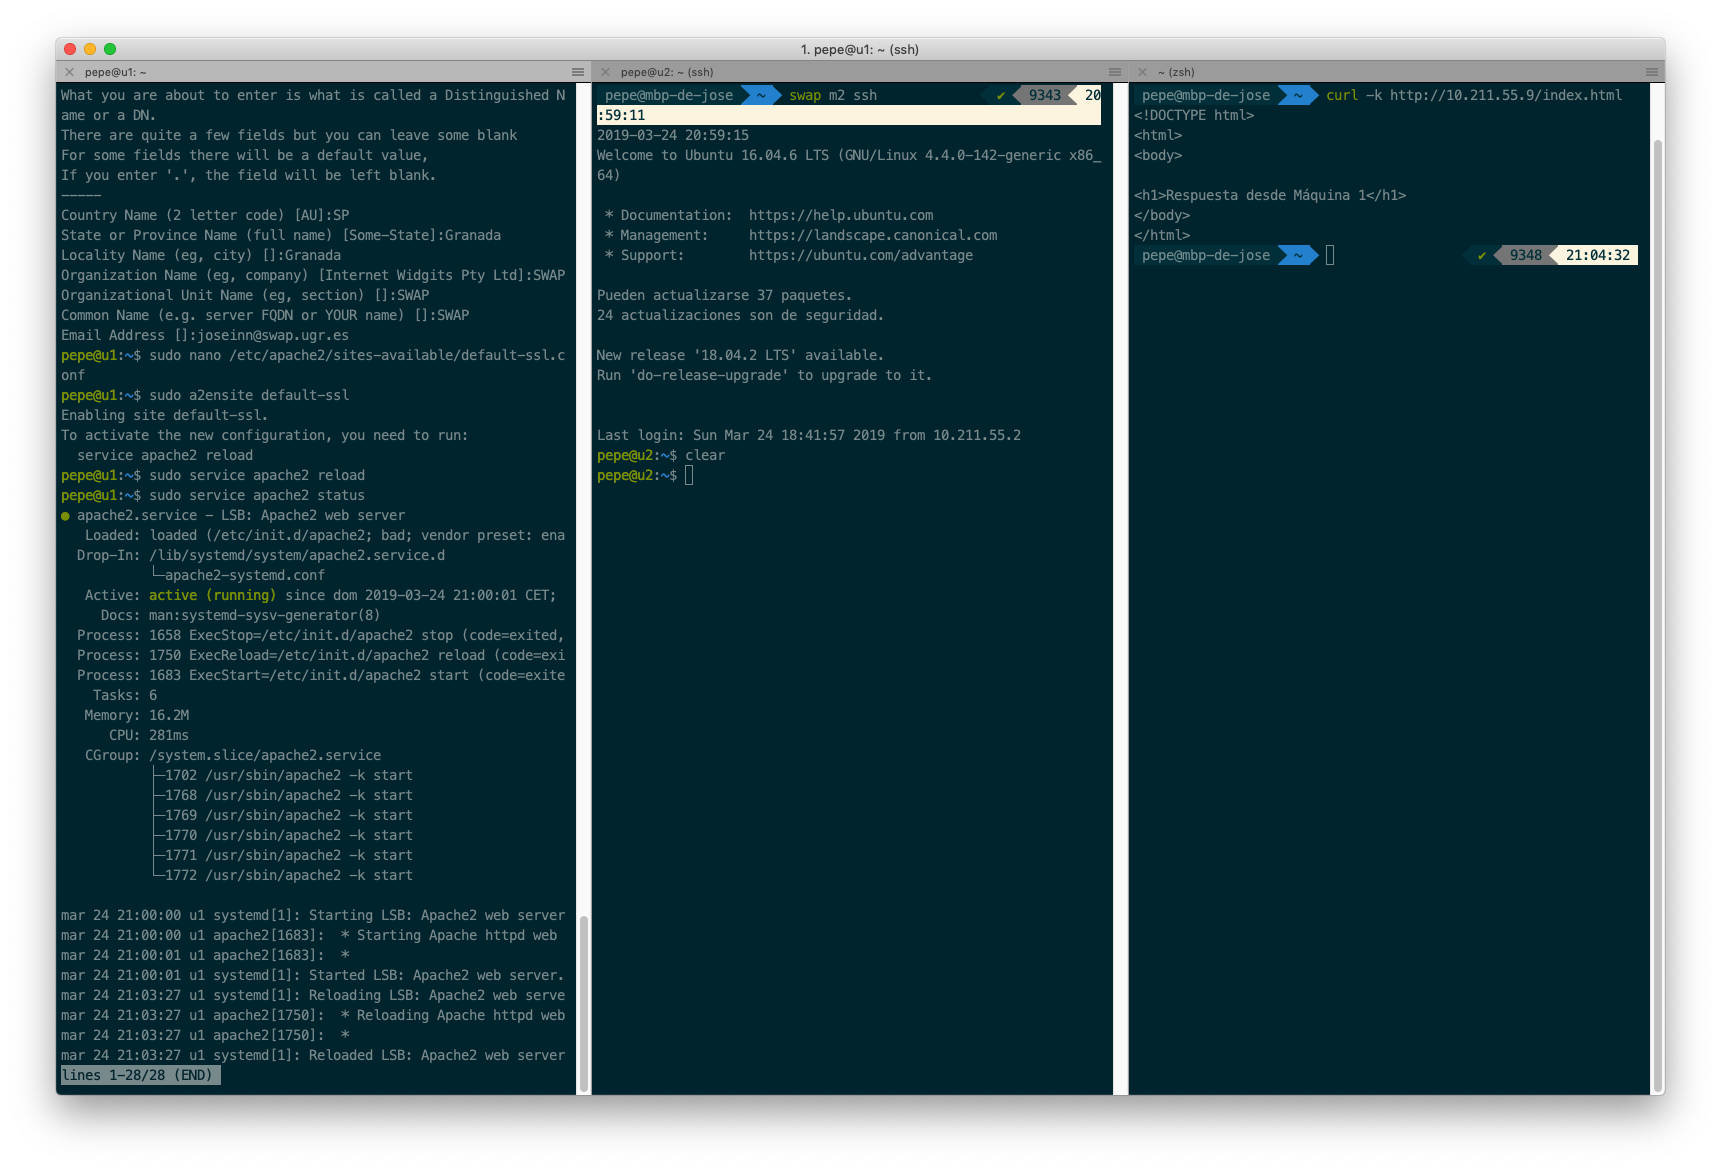 1. pepe@u1: ~ (ssh)
pepe@u1: ~
What you are about to enter is what is called a Distinguished N
ame or a DN.
There are quite a few fields but you can leave some blank
For some fields there will be a default value,
If you enter '.', the field will be left blank.
-----
Country Name (2 letter code) [AU]:SP
State or Province Name (full name) [Some-State]:Granada
Locality Name (eg, city) []:Granada
Organization Name (eg, company) [Internet Widgits Pty Ltd]:SWAP
Organizational Unit Name (eg, section) []:SWAP
Common Name (e.g. server FQDN or YOUR name) []:SWAP
Email Address []:joseinn@swap.ugr.es
pepe@u1:~$ sudo nano /etc/apache2/sites-available/default-ssl.c
onf
pepe@u1:~$ sudo a2ensite default-ssl
Enabling site default-ssl.
To activate the new configuration, you need to run:
  service apache2 reload
pepe@u1:~$ sudo service apache2 reload
pepe@u1:~$ sudo service apache2 status
● apache2.service - LSB: Apache2 web server
   Loaded: loaded (/etc/init.d/apache2; bad; vendor preset: ena
  Drop-In: /lib/systemd/system/apache2.service.d
           └─apache2-systemd.conf
   Active: active (running) since dom 2019-03-24 21:00:01 CET;
     Docs: man:systemd-sysv-generator(8)
  Process: 1658 ExecStop=/etc/init.d/apache2 stop (code=exited,
  Process: 1750 ExecReload=/etc/init.d/apache2 reload (code=exi
  Process: 1683 ExecStart=/etc/init.d/apache2 start (code=exite
    Tasks: 6
   Memory: 16.2M
      CPU: 281ms
   CGroup: /system.slice/apache2.service
           ├─1702 /usr/sbin/apache2 -k start
           ├─1768 /usr/sbin/apache2 -k start
           ├─1769 /usr/sbin/apache2 -k start
           ├─1770 /usr/sbin/apache2 -k start
           ├─1771 /usr/sbin/apache2 -k start
           └─1772 /usr/sbin/apache2 -k start
mar 24 21:00:00 u1 systemd[1]: Starting LSB: Apache2 web server
mar 24 21:00:00 u1 apache2[1683]:  * Starting Apache httpd web
mar 24 21:00:01 u1 apache2[1683]:  *
mar 24 21:00:01 u1 systemd[1]: Started LSB: Apache2 web server.
mar 24 21:03:27 u1 systemd[1]: Reloading LSB: Apache2 web serve
mar 24 21:03:27 u1 apache2[1750]:  * Reloading Apache httpd web
mar 24 21:03:27 u1 apache2[1750]:  *
mar 24 21:03:27 u1 systemd[1]: Reloaded LSB: Apache2 web server
lines 1-28/28 (END)
pepe@u2: ~ (ssh)
pepe@mbp-de-jose ~ swap m2 ssh ✔ 9343 20
:59:11
2019-03-24 20:59:15
Welcome to Ubuntu 16.04.6 LTS (GNU/Linux 4.4.0-142-generic x86_
64)
 * Documentation:  https://help.ubuntu.com
 * Management:     https://landscape.canonical.com
 * Support:        https://ubuntu.com/advantage
Pueden actualizarse 37 paquetes.
24 actualizaciones son de seguridad.
New release '18.04.2 LTS' available.
Run 'do-release-upgrade' to upgrade to it.
Last login: Sun Mar 24 18:41:57 2019 from 10.211.55.2
pepe@u2:~$ clear
pepe@u2:~$
~ (zsh)
pepe@mbp-de-jose ~ curl -k http://10.211.55.9/index.html
<!DOCTYPE html>
<html>
<body>
<h1>Respuesta desde Máquina 1</h1>
</body>
</html>
pepe@mbp-de-jose ~ ✔ 9348 21:04:32